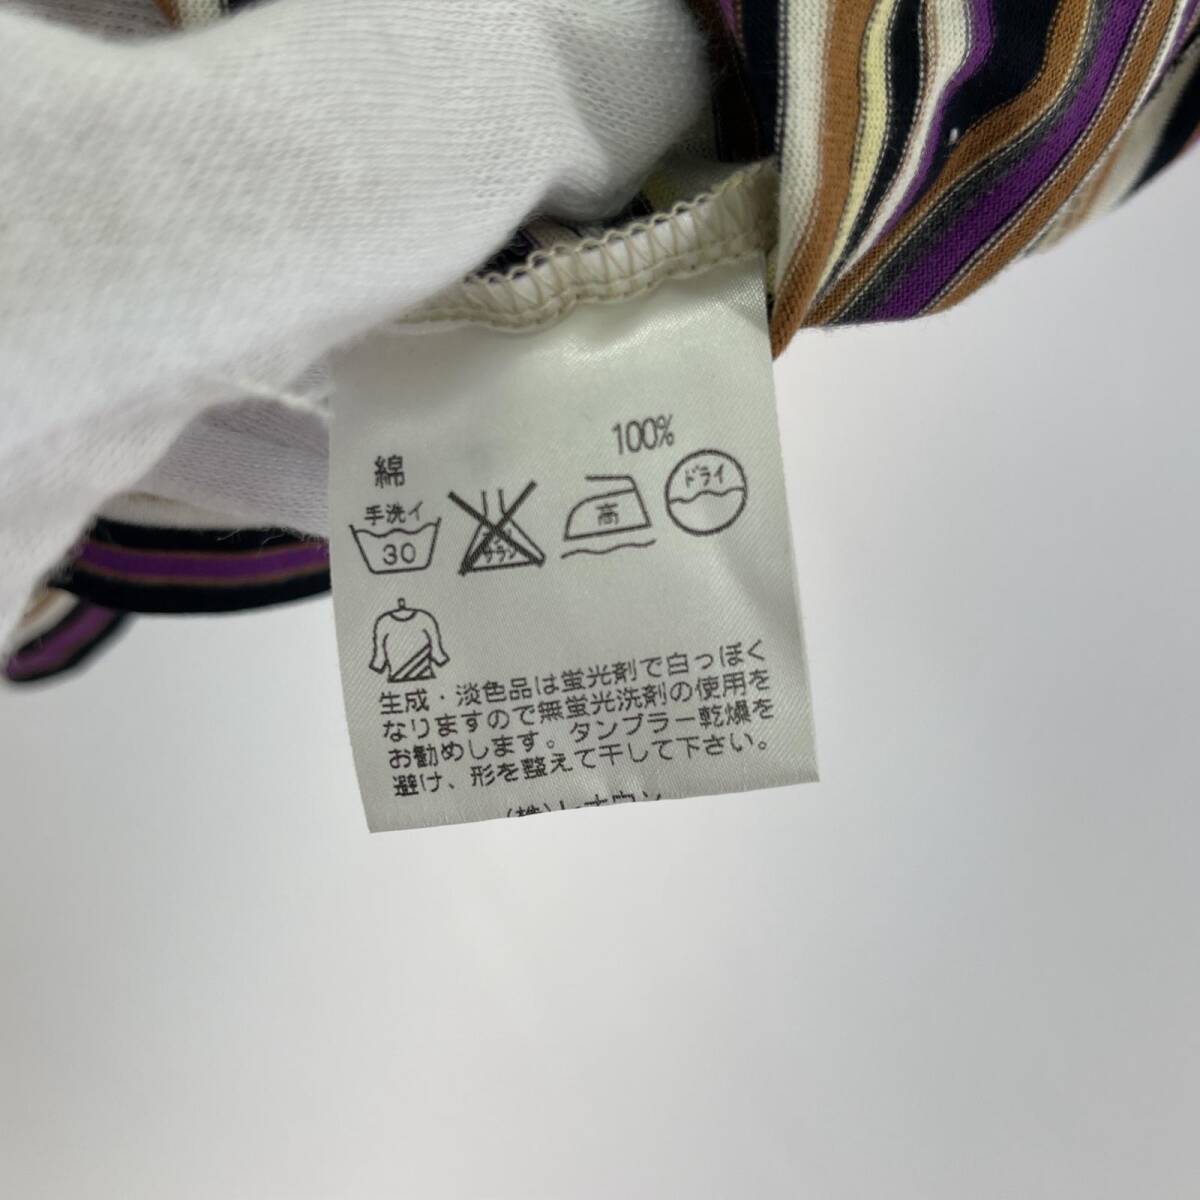 綿 100%
手洗イ
30
サラシ
高
ドライ
生成・淡色品は蛍光剤で白っぽく
なりますので無蛍光洗剤の使用を
お勧めします。タンブラー乾燥を
避け、形を整えて干して下さい。